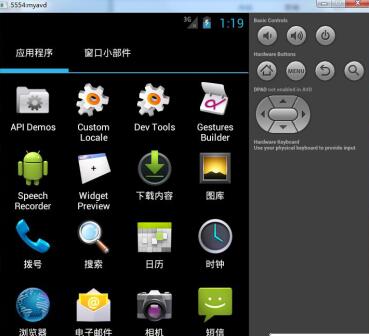 5554:myavd
3G
1:19
应用程序
窗口小部件
API Demos
Custom
Locale
Dev Tools
Gestures
Builder
Speech
Recorder
Widget
Preview
下载内容
图库
拨号
搜索
日历
时钟
浏览器
电子邮件
相机
短信
Basic Controls
Hardware Buttons
MENU
DPAD not enabled in AVD
Hardware Keyboard
Use your physical keyboard to provide input